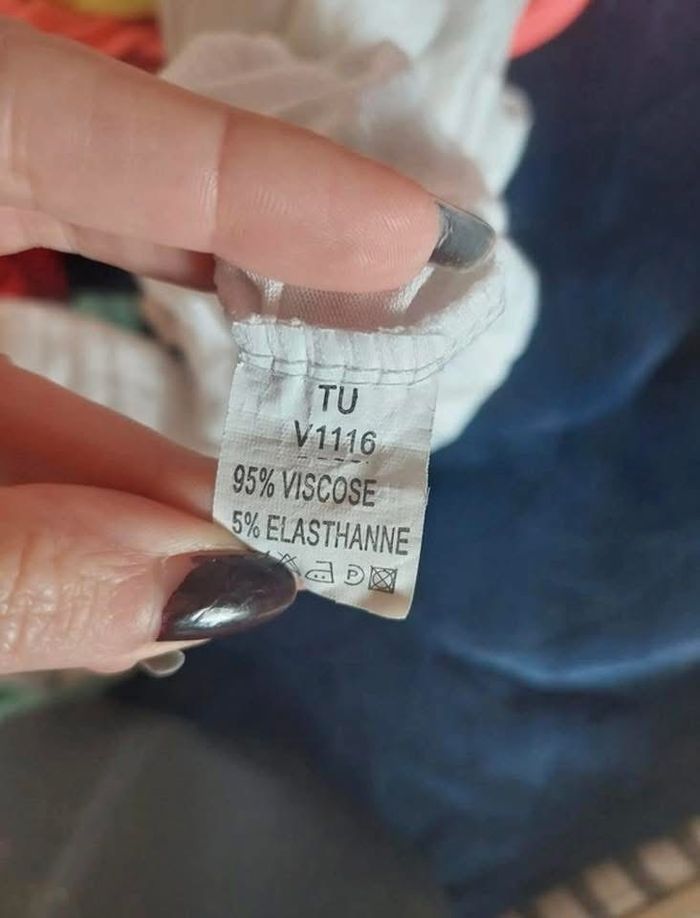 TU
V1116
95% VISCOSE
5% ELASTHANNE